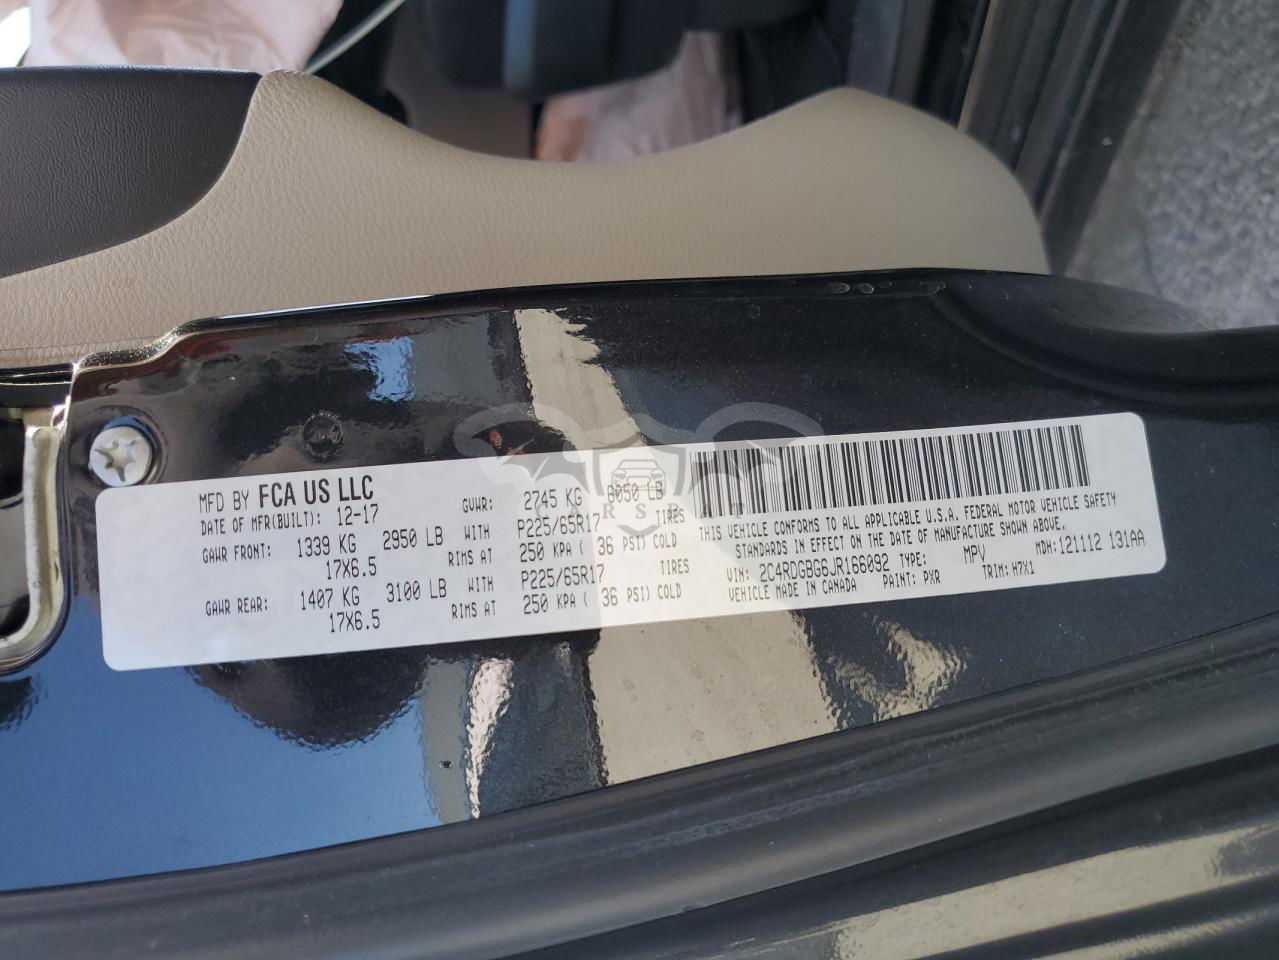 MFD BY FCA US LLC
DATE OF MFR(BUILT): 12-17 GVWR: 2745 KG 6050 LB
GAWR FRONT: 1339 KG 2950 LB WITH P225/65R17 TIRES
17X6.5 RIMS AT 250 KPA ( 36 PSI) COLD
GAWR REAR: 1407 KG 3100 LB WITH P225/65R17 TIRES
17X6.5 RIMS AT 250 KPA ( 36 PSI) COLD
THIS VEHICLE CONFORMS TO ALL APPLICABLE U.S.A. FEDERAL MOTOR VEHICLE SAFETY
STANDARDS IN EFFECT ON THE DATE OF MANUFACTURE SHOWN ABOVE.
VIN: 2C4RDGBG6JR166092 TYPE: MPV MDH:121112 131AA
VEHICLE MADE IN CANADA PAINT: PXR TRIM: H7X1